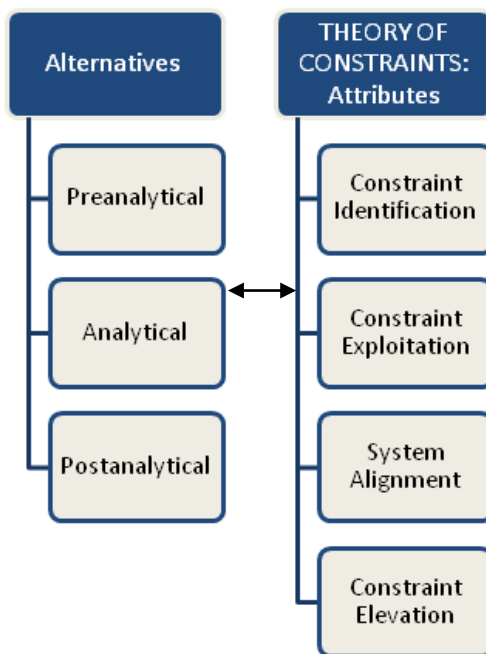 Alternatives
Preanalytical
Analytical
Postanalytical
THEORY OF
CONSTRAINTS:
Attributes
Constraint
Identification
Constraint
Exploitation
System
Alignment
Constraint
Elevation